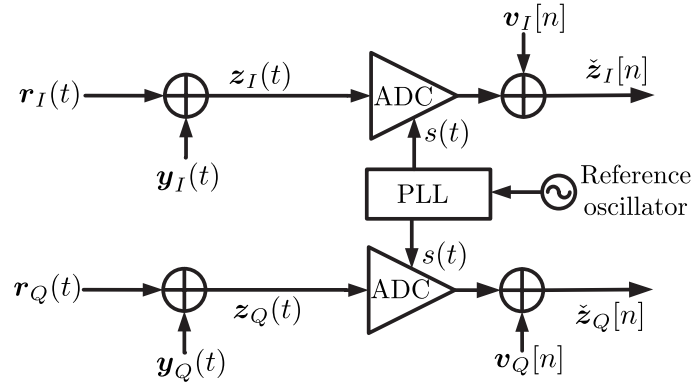 v_I[n]
r_I(t)
z_I(t)
ADC
ž_I[n]
y_I(t)
s(t)
PLL
Reference
oscillator
s(t)
r_Q(t)
z_Q(t)
ADC
ž_Q[n]
y_Q(t)
v_Q[n]